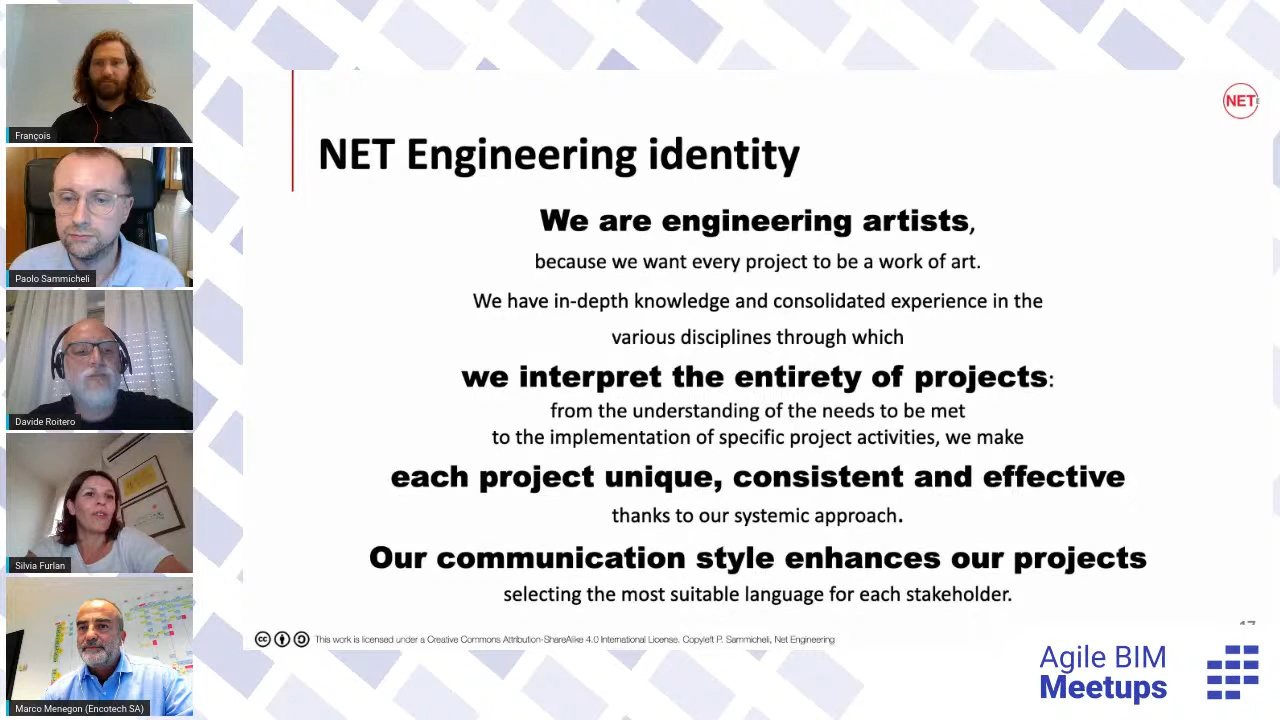 François
Paolo Sammicheli
Davide Roitero
Silvia Furlan
Marco Menegon (Encotech SA)
NET
NET Engineering identity
We are engineering artists,
because we want every project to be a work of art.
We have in-depth knowledge and consolidated experience in the
various disciplines through which
we interpret the entirety of projects:
from the understanding of the needs to be met
to the implementation of specific project activities, we make
each project unique, consistent and effective
thanks to our systemic approach.
Our communication style enhances our projects
selecting the most suitable language for each stakeholder.
This work is licensed under a Creative Commons Attribution-ShareAlike 4.0 International License. Copyleft P. Sammicheli, Net Engineering
Agile BIM
Meetups